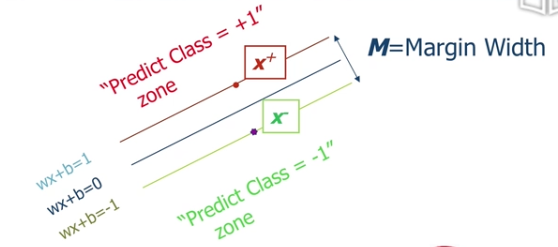 "Predict Class = +1"
zone
x+
M=Margin Width
x-
wx+b=1
wx+b=0
wx+b=-1
"Predict Class = -1"
zone